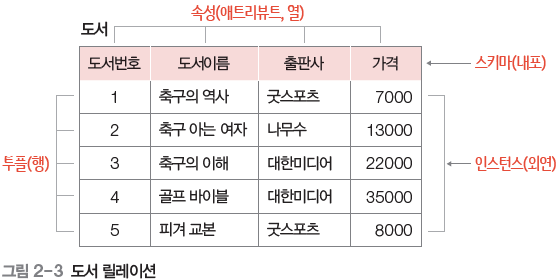 속성(애트리뷰트, 열)
도서
도서번호 도서이름 출판사 가격
스키마(내포)
1 축구의 역사 굿스포츠 7000
2 축구 아는 여자 나무수 13000
투플(행)
3 축구의 이해 대한미디어 22000
인스턴스(외연)
4 골프 바이블 대한미디어 35000
5 피겨 교본 굿스포츠 8000
그림 2-3 도서 릴레이션